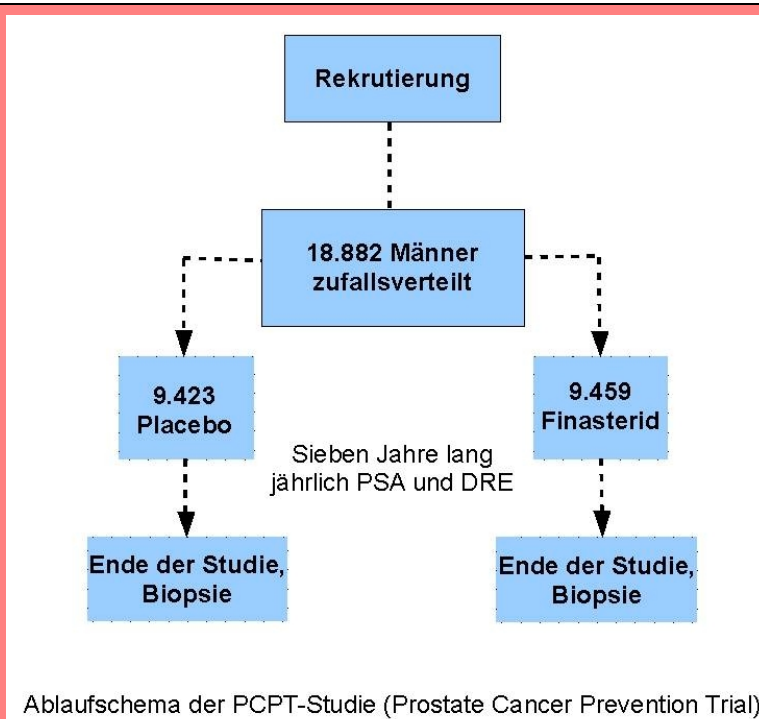 Rekrutierung
18.882 Männer
zufallsverteilt
9.423
Placebo
9.459
Finasterid
Sieben Jahre lang
jährlich PSA und DRE
Ende der Studie,
Biopsie
Ende der Studie,
Biopsie
Ablaufschema der PCPT-Studie (Prostate Cancer Prevention Trial)